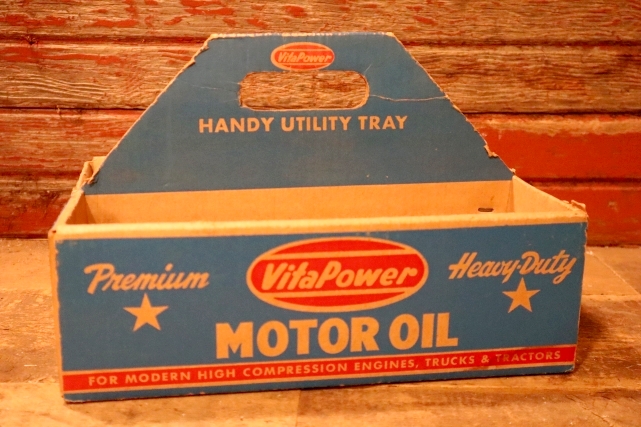 VitaPower
HANDY UTILITY TRAY
Premium VitaPower Heavy-Duty
MOTOR OIL
FOR MODERN HIGH COMPRESSION ENGINES, TRUCKS & TRACTORS